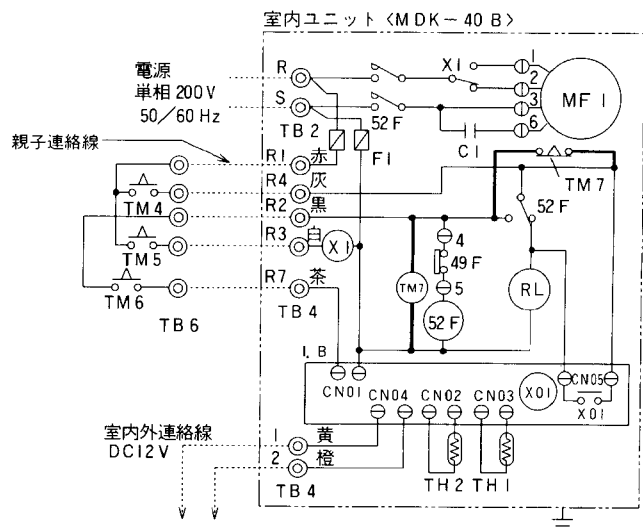 室内ユニット〈MDK－40B〉
電源
単相200V
50／60Hz
R
S
TB2
52F
X1
1
2
3
6
MF1
C1
F1
親子連絡線
R1 赤
R4 灰
R2 黒
R3 白
R7 茶
TM4
TM5
TM6
TB6
TB4
X1
TM7
TM7
4
49F
5
52F
52F
RL
I.B
CN01
CN04
CN02
CN03
X01
CN05
X01
TH2
TH1
室内外連絡線
DC12V
1 黄
2 橙
TB4